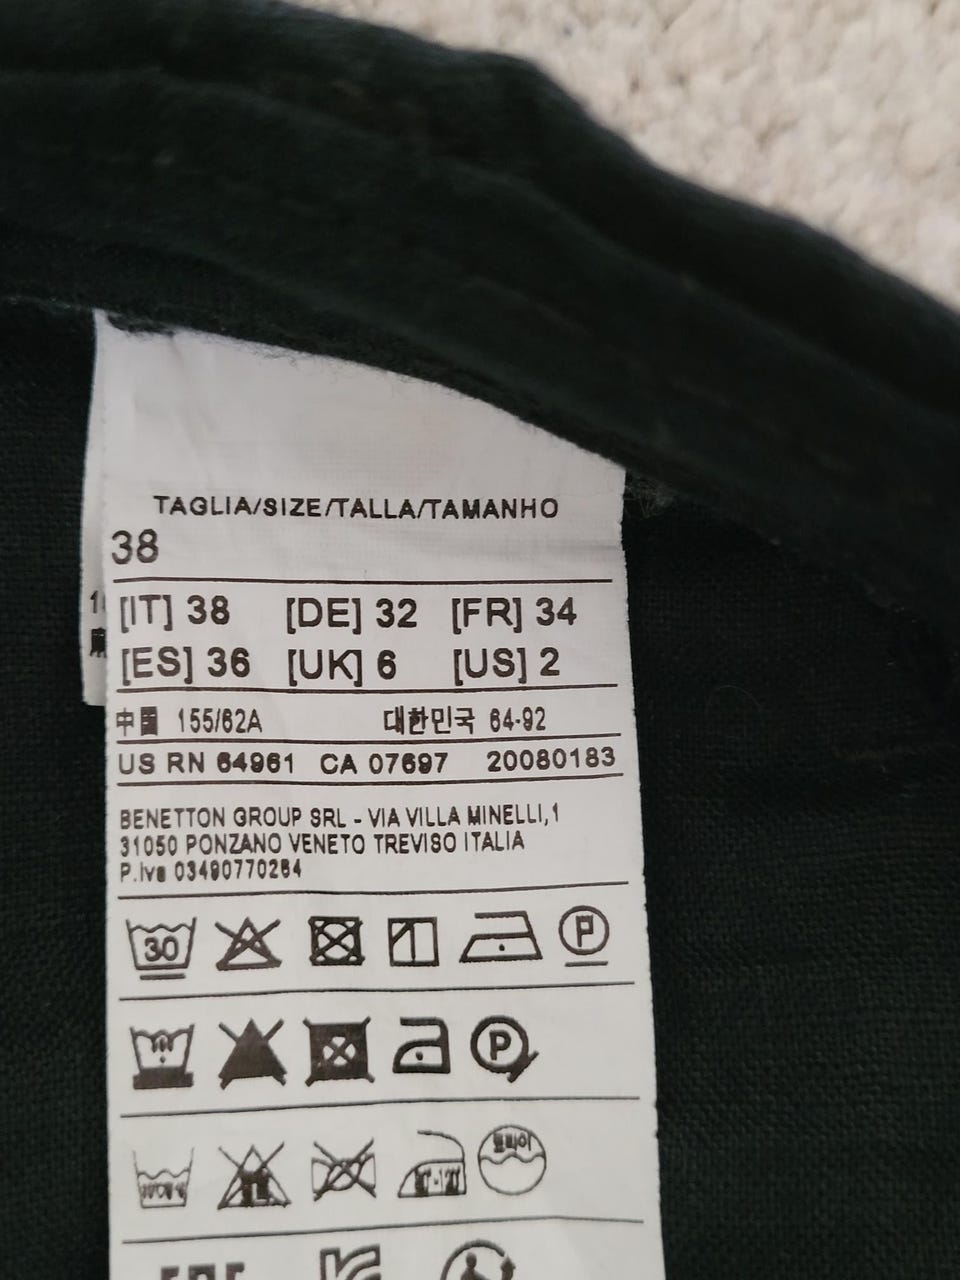 TAGLIA/SIZE/TALLA/TAMANHO
38
[IT] 38 [DE] 32 [FR] 34
[ES] 36 [UK] 6 [US] 2
中国 155/62A 대한민국 64-92
US RN 64961 CA 07697 20080183
BENETTON GROUP SRL - VIA VILLA MINELLI,1
31050 PONZANO VENETO TREVISO ITALIA
P.Iva 03490770264
30 P
P